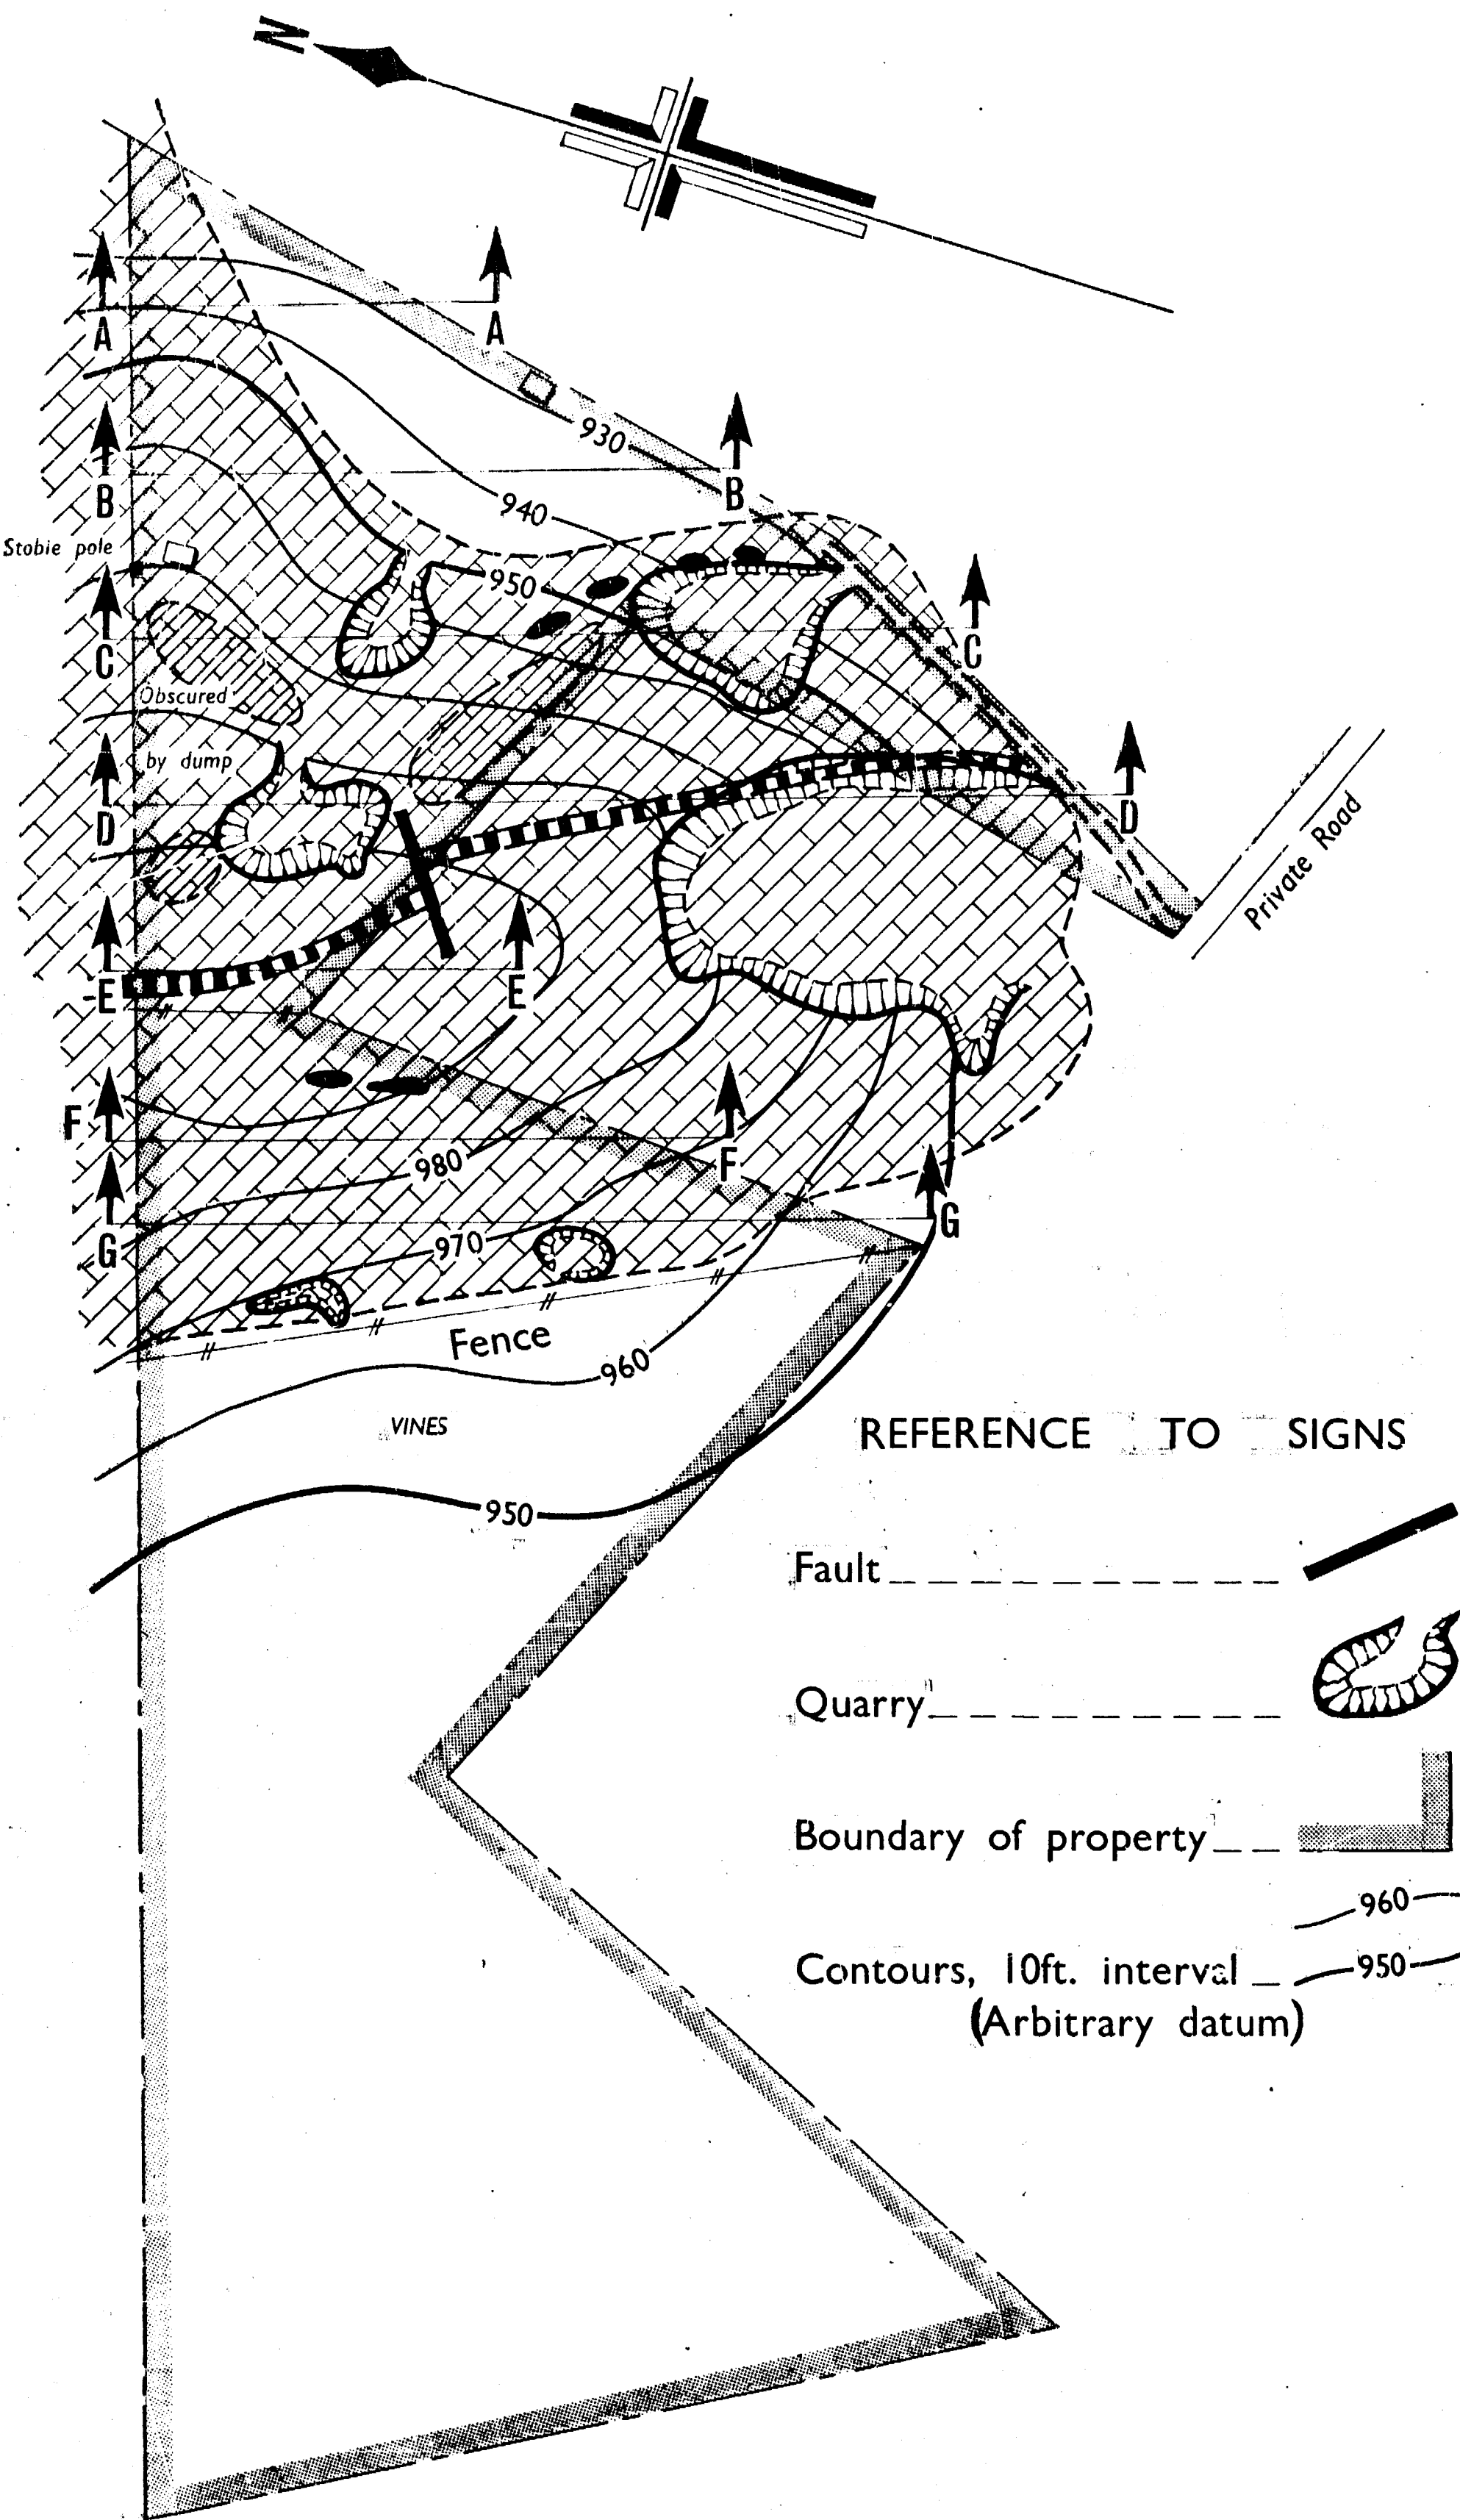 N
A
A
930
B
940
B
Stobie pole
950
C
C
Obscured
by dump
D
D
Private Road
E
E
F
F
980
G
G
970
Fence
960
VINES
950
REFERENCE TO SIGNS
Fault
Quarry
Boundary of property
960
Contours, 10ft. interval
950
(Arbitrary datum)